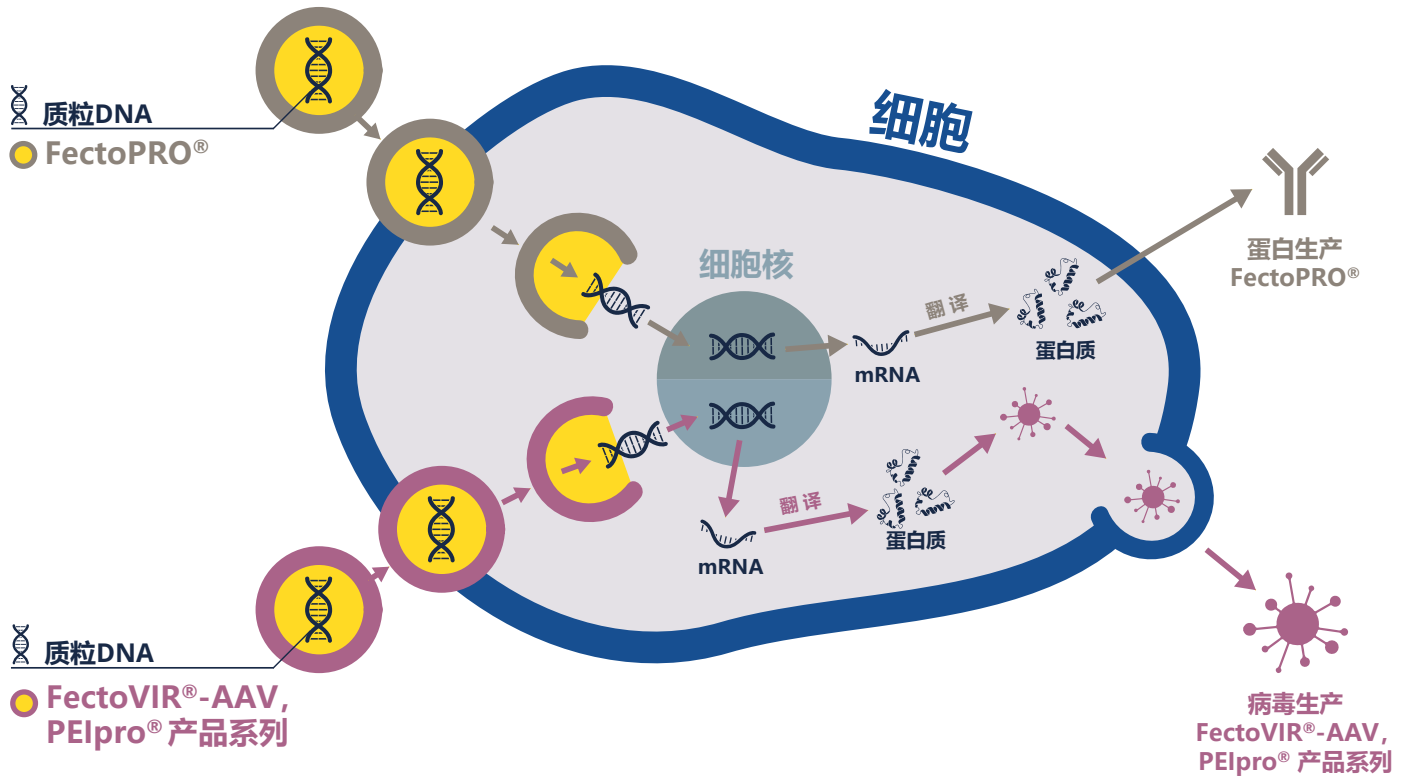 质粒DNA
FectoPRO®
细胞
细胞核
翻译
mRNA
蛋白质
蛋白生产
FectoPRO®
翻译
mRNA
蛋白质
质粒DNA
FectoVIR®-AAV,
PEIpro® 产品系列
病毒生产
FectoVIR®-AAV,
PEIpro® 产品系列